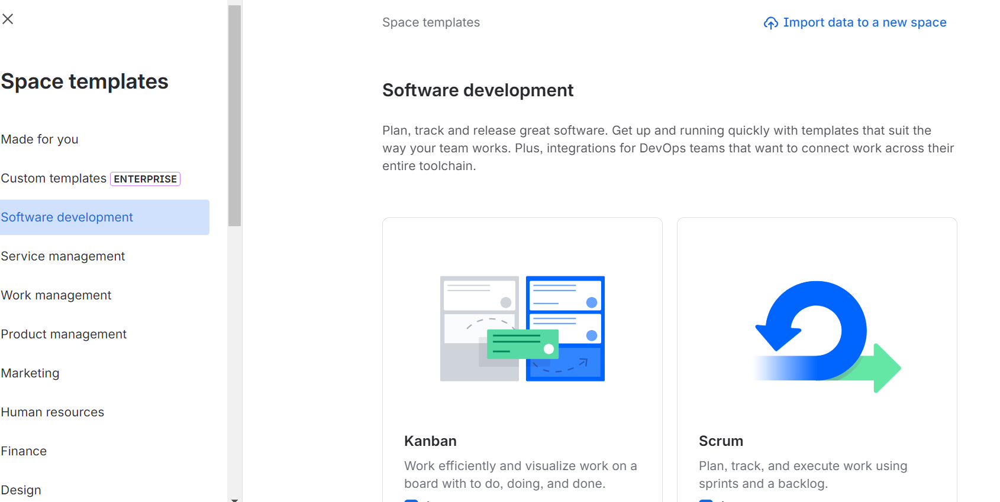 Space templates
Made for you
Custom templates ENTERPRISE
Software development
Service management
Work management
Product management
Marketing
Human resources
Finance
Design
Space templates
Import data to a new space
Software development
Plan, track and release great software. Get up and running quickly with templates that suit the
way your team works. Plus, integrations for DevOps teams that want to connect work across their
entire toolchain.
Kanban
Work efficiently and visualize work on a
board with to do, doing, and done.
Scrum
Plan, track, and execute work using
sprints and a backlog.